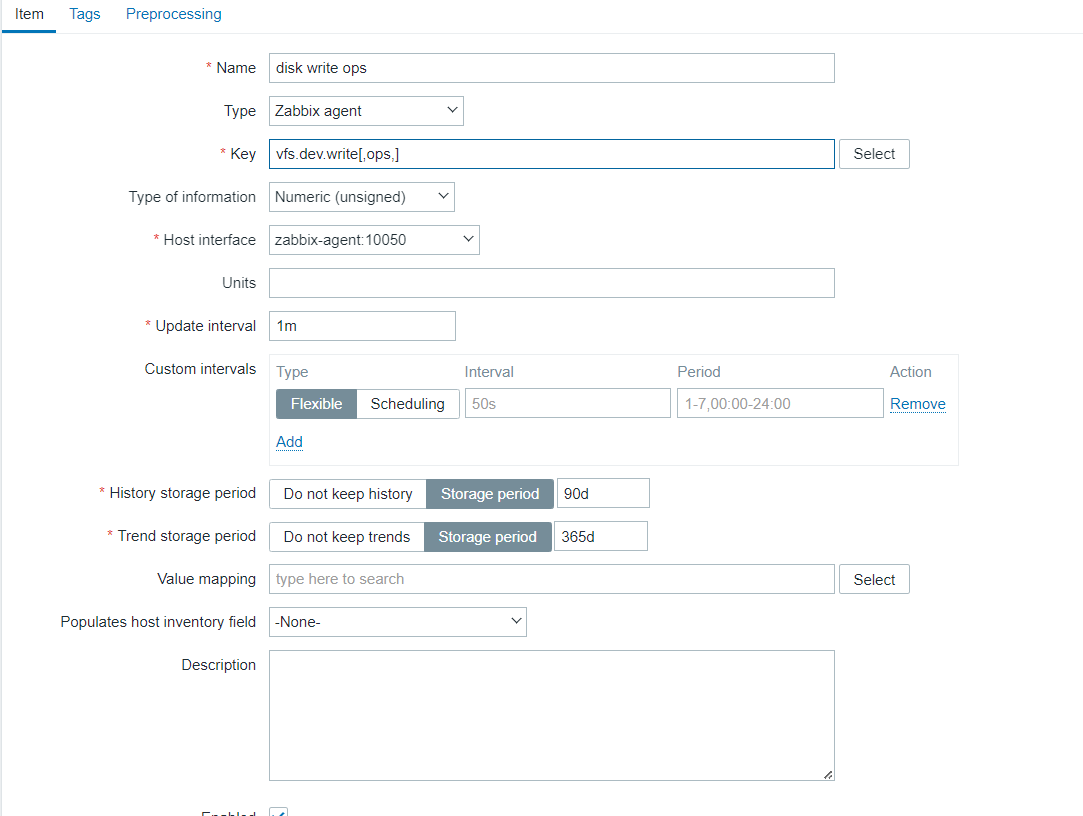 Item Tags Preprocessing
* Name disk write ops
Type Zabbix agent
* Key vfs.dev.write[,ops,] Select
Type of information Numeric (unsigned)
* Host interface zabbix-agent:10050
Units
* Update interval 1m
Custom intervals Type Interval Period Action
Flexible Scheduling 50s 1-7,00:00-24:00 Remove
Add
* History storage period Do not keep history Storage period 90d
* Trend storage period Do not keep trends Storage period 365d
Value mapping type here to search Select
Populates host inventory field -None-
Description
Enabled